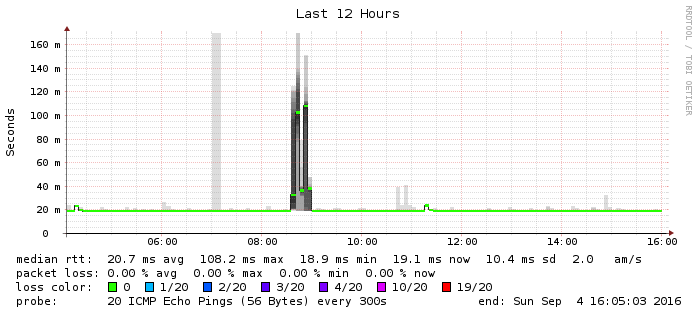 Last 12 Hours
RRDTOOL / TOBI OETIKER
Seconds
160 m
140 m
120 m
100 m
80 m
60 m
40 m
20 m
0
06:00 08:00 10:00 12:00 14:00 16:00
median rtt: 20.7 ms avg 108.2 ms max 18.9 ms min 19.1 ms now 10.4 ms sd 2.0 am/s
packet loss: 0.00 % avg 0.00 % max 0.00 % min 0.00 % now
loss color: 0 1/20 2/20 3/20 4/20 10/20 19/20
probe: 20 ICMP Echo Pings (56 Bytes) every 300s end: Sun Sep 4 16:05:03 2016